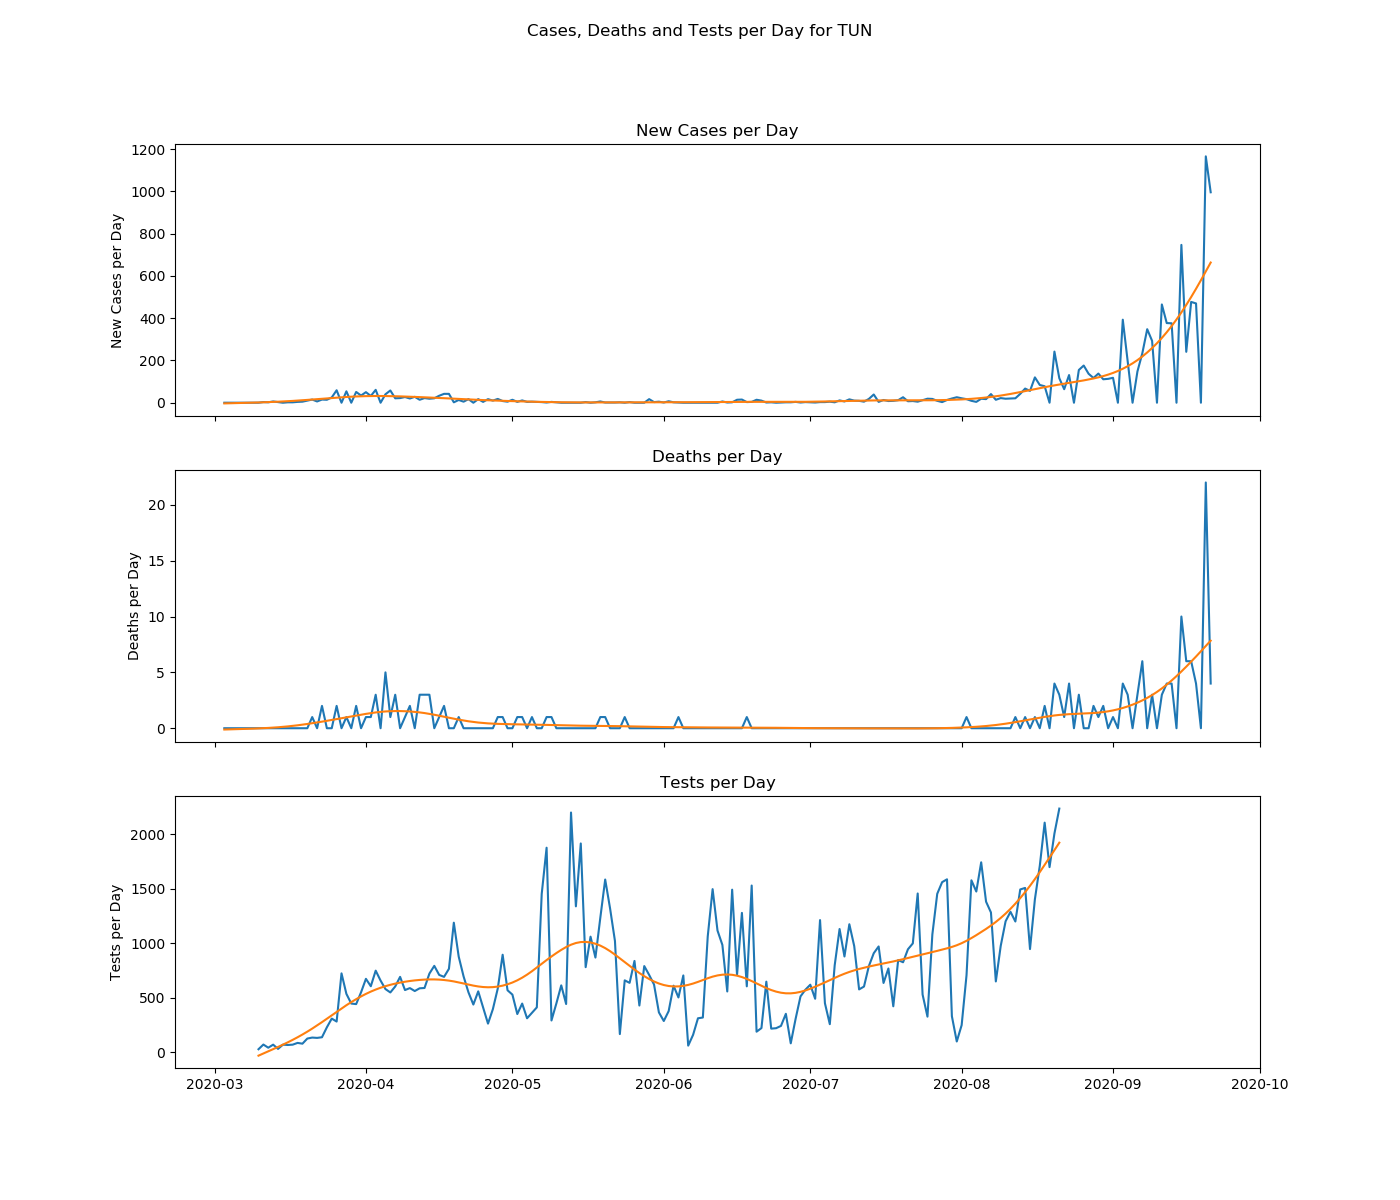 Cases, Deaths and Tests per Day for TUN
New Cases per Day
New Cases per Day
1200
1000
800
600
400
200
0
Deaths per Day
Deaths per Day
20
15
10
5
0
Tests per Day
Tests per Day
2000
1500
1000
500
0
2020-03 2020-04 2020-05 2020-06 2020-07 2020-08 2020-09 2020-10